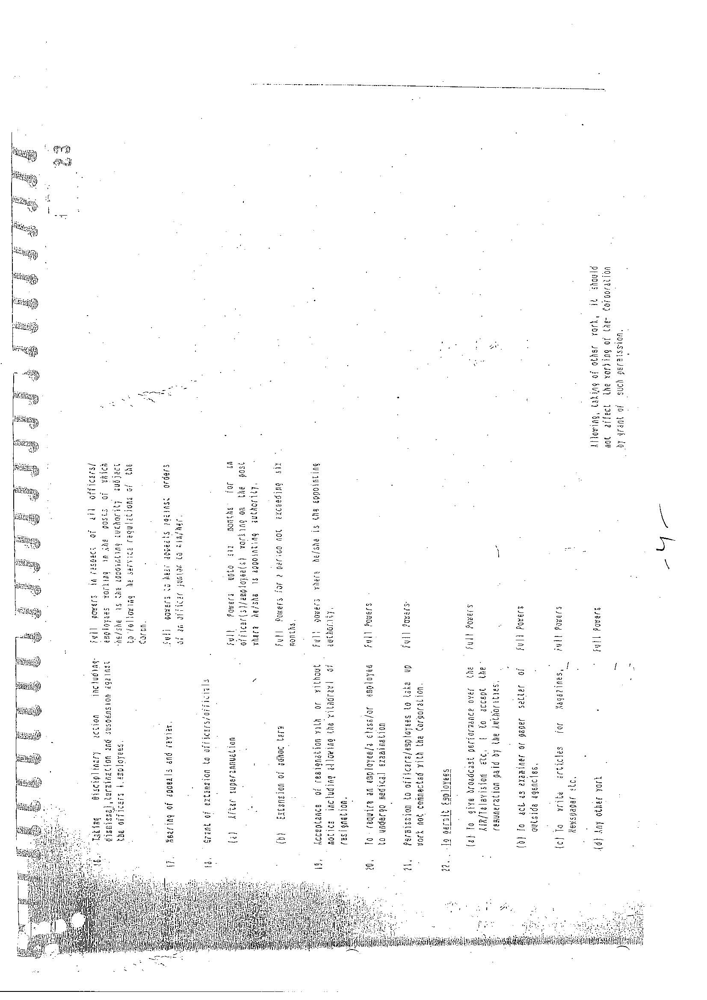 - 5 -
Taking disciplinary action including
dismissal, termination and suspension against
the officers & employees.
Full powers in respect of all officers/
employees working in the posts of which
he/she is the appointing authority subject
to following the service regulations of the
Corpn.
17. Hearing of appeals and review.
Full powers to hear appeals against orders
of an officer junior to him/her.
18. Grant of extension to officers/officials
(a) after superannuation
Full powers upto six months for an
officer(s)/employee(s) working on the post
where he/she is appointing authority.
(b) extension of adhoc term
Full powers for a period not exceeding six
months.
19. Acceptance of resignation with or without
notice including allowing the withdrawal of
resignation.
Full powers where he/she is the appointing
authority.
20. To require an employee/a class/of employee
to undergo medical examination
Full Powers
21. Permission to officers/employees to take up
work not connected with the Corporation.
Full Powers
22. To permit Employees
(a) To give broadcast performance over the
AIR/Television etc. & to accept the
remuneration paid by the Authorities.
Full Powers
(b) To act as examiner or paper setter of
outside agencies.
Full Powers
(c) To write articles for Magazines,
Newspaper etc.
Full Powers
(d) Any other work
Full Powers
Allowing taking of other work, it should
not affect the working of the Corporation
by grant of such permission.